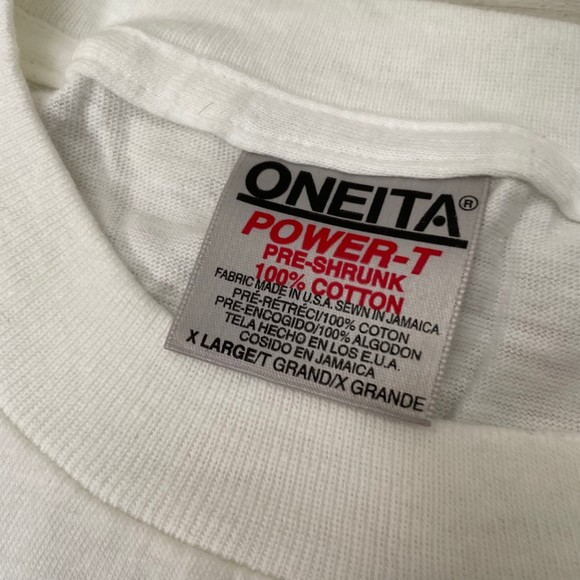 ONEITA®
POWER-T
PRE-SHRUNK
100% COTTON
FABRIC MADE IN U.S.A. SEWN IN JAMAICA
PRÉ-RETRÉCI/100% COTON
PRE-ENCOGIDO/100% ALGODON
TELA HECHO EN LOS E.U.A.
COSIDO EN JAMAICA
X LARGE/T GRAND/X GRANDE